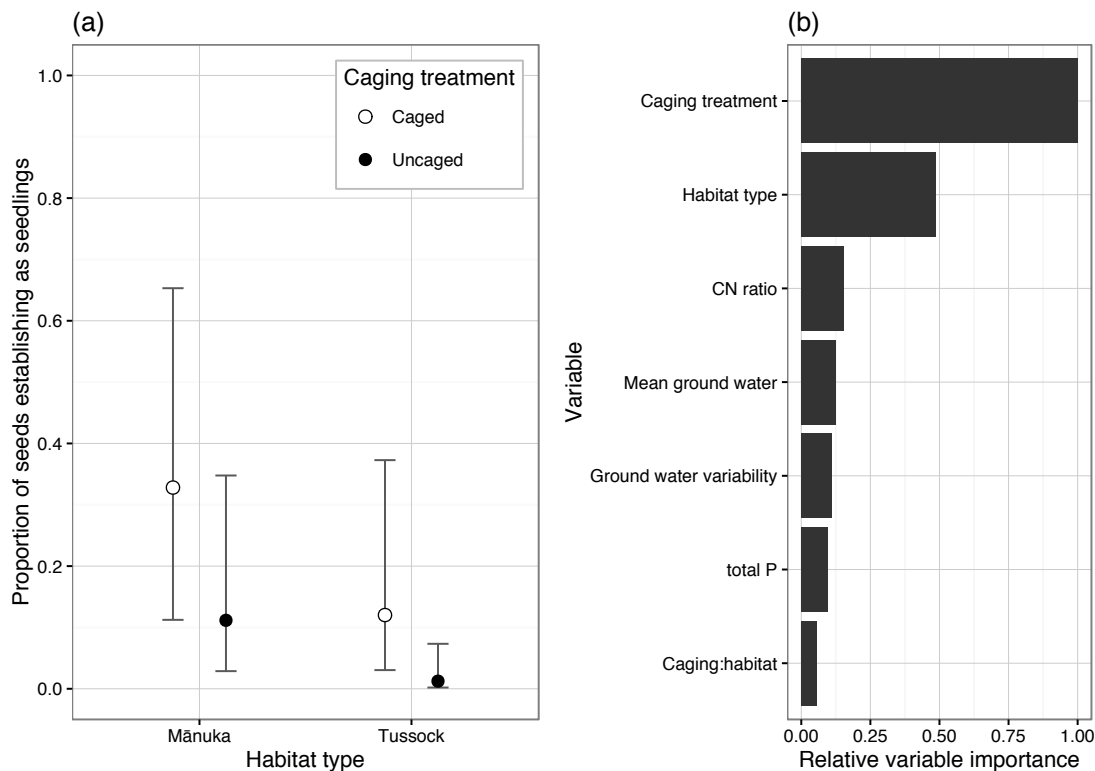 (a)
Proportion of seeds establishing as seedlings
1.0
0.8
0.6
0.4
0.2
0.0
Caging treatment
Caged
Uncaged
Mānuka
Tussock
Habitat type
(b)
Variable
Caging treatment
Habitat type
CN ratio
Mean ground water
Ground water variability
total P
Caging:habitat
0.00 0.25 0.50 0.75 1.00
Relative variable importance